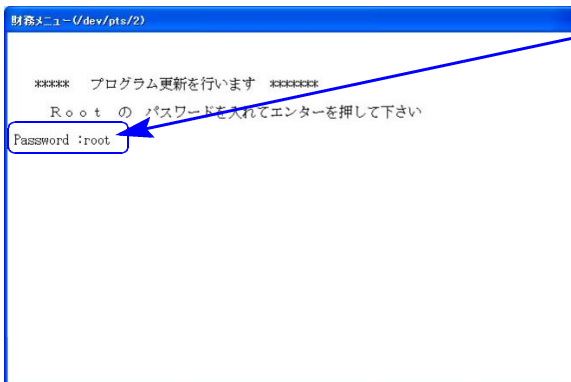 財務メニュー(/dev/pts/2)
***** プログラム更新を行います *******
Ｒｏｏｔ の パスワードを入れてエンターを押して下さい
Password :root